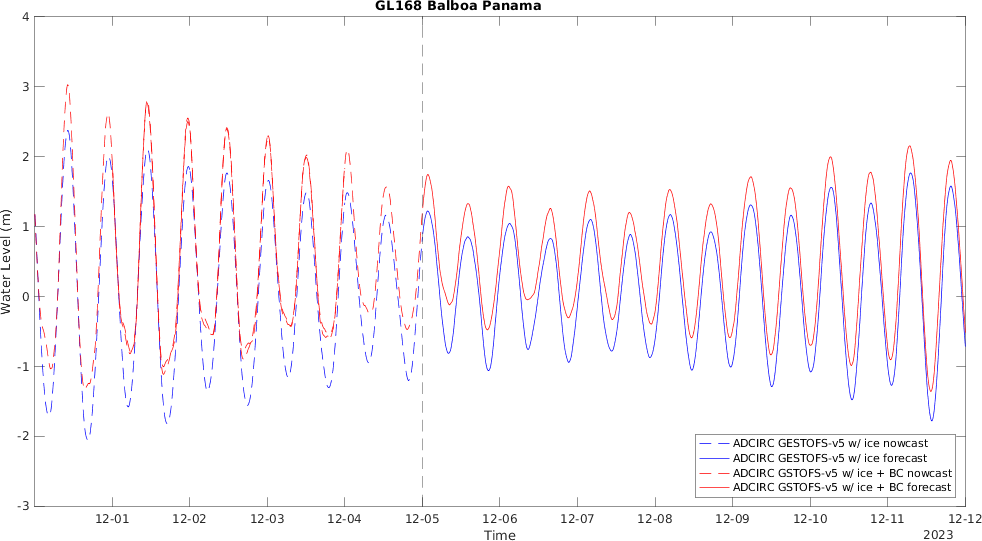 GL168 Balboa Panama
4
3
2
1
0
-1
-2
-3
Water Level (m)
ADCIRC GESTOFS-v5 w/ ice nowcast
ADCIRC GESTOFS-v5 w/ ice forecast
ADCIRC GSTOFS-v5 w/ ice + BC nowcast
ADCIRC GSTOFS-v5 w/ ice + BC forecast
12-01 12-02 12-03 12-04 12-05 12-06 12-07 12-08 12-09 12-10 12-11 12-12
Time
2023